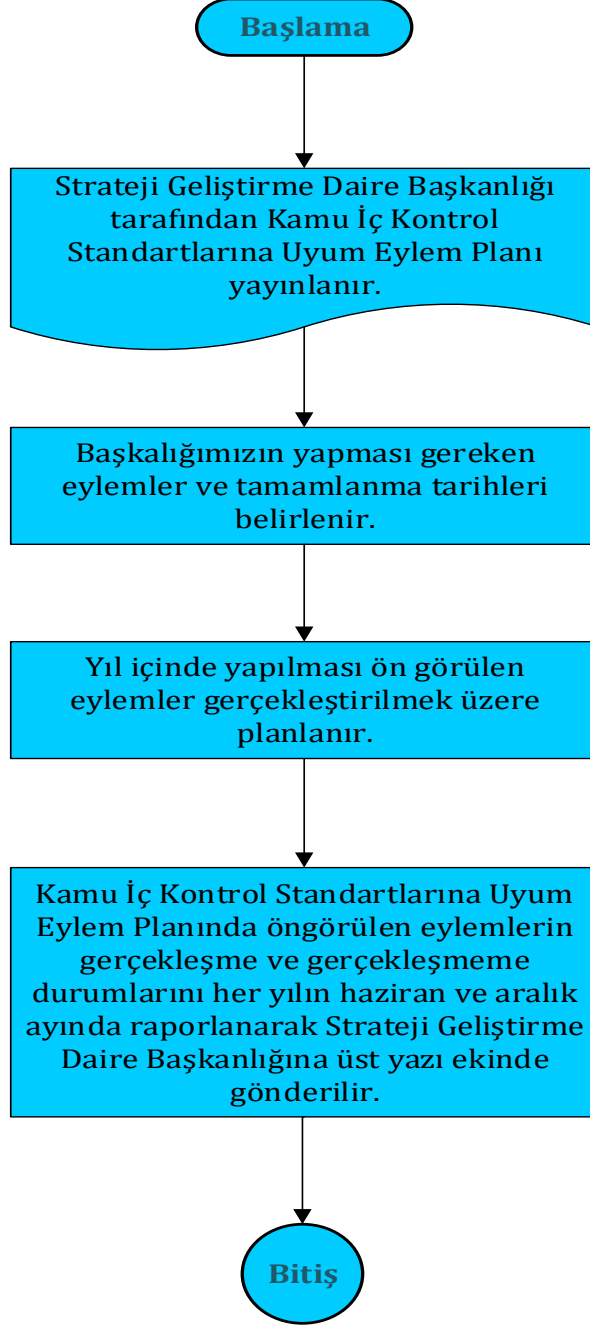 Başlama
Strateji Geliştirme Daire Başkanlığı
tarafından Kamu İç Kontrol
Standartlarına Uyum Eylem Planı
yayınlanır.
Başkalığımızın yapması gereken
eylemler ve tamamlanma tarihleri
belirlenir.
Yıl içinde yapılması ön görülen
eylemler gerçekleştirilmek üzere
planlanır.
Kamu İç Kontrol Standartlarına Uyum
Eylem Planında öngörülen eylemlerin
gerçekleşme ve gerçekleşmeme
durumlarını her yılın haziran ve aralık
ayında raporlanarak Strateji Geliştirme
Daire Başkanlığına üst yazı ekinde
gönderilir.
Bitiş